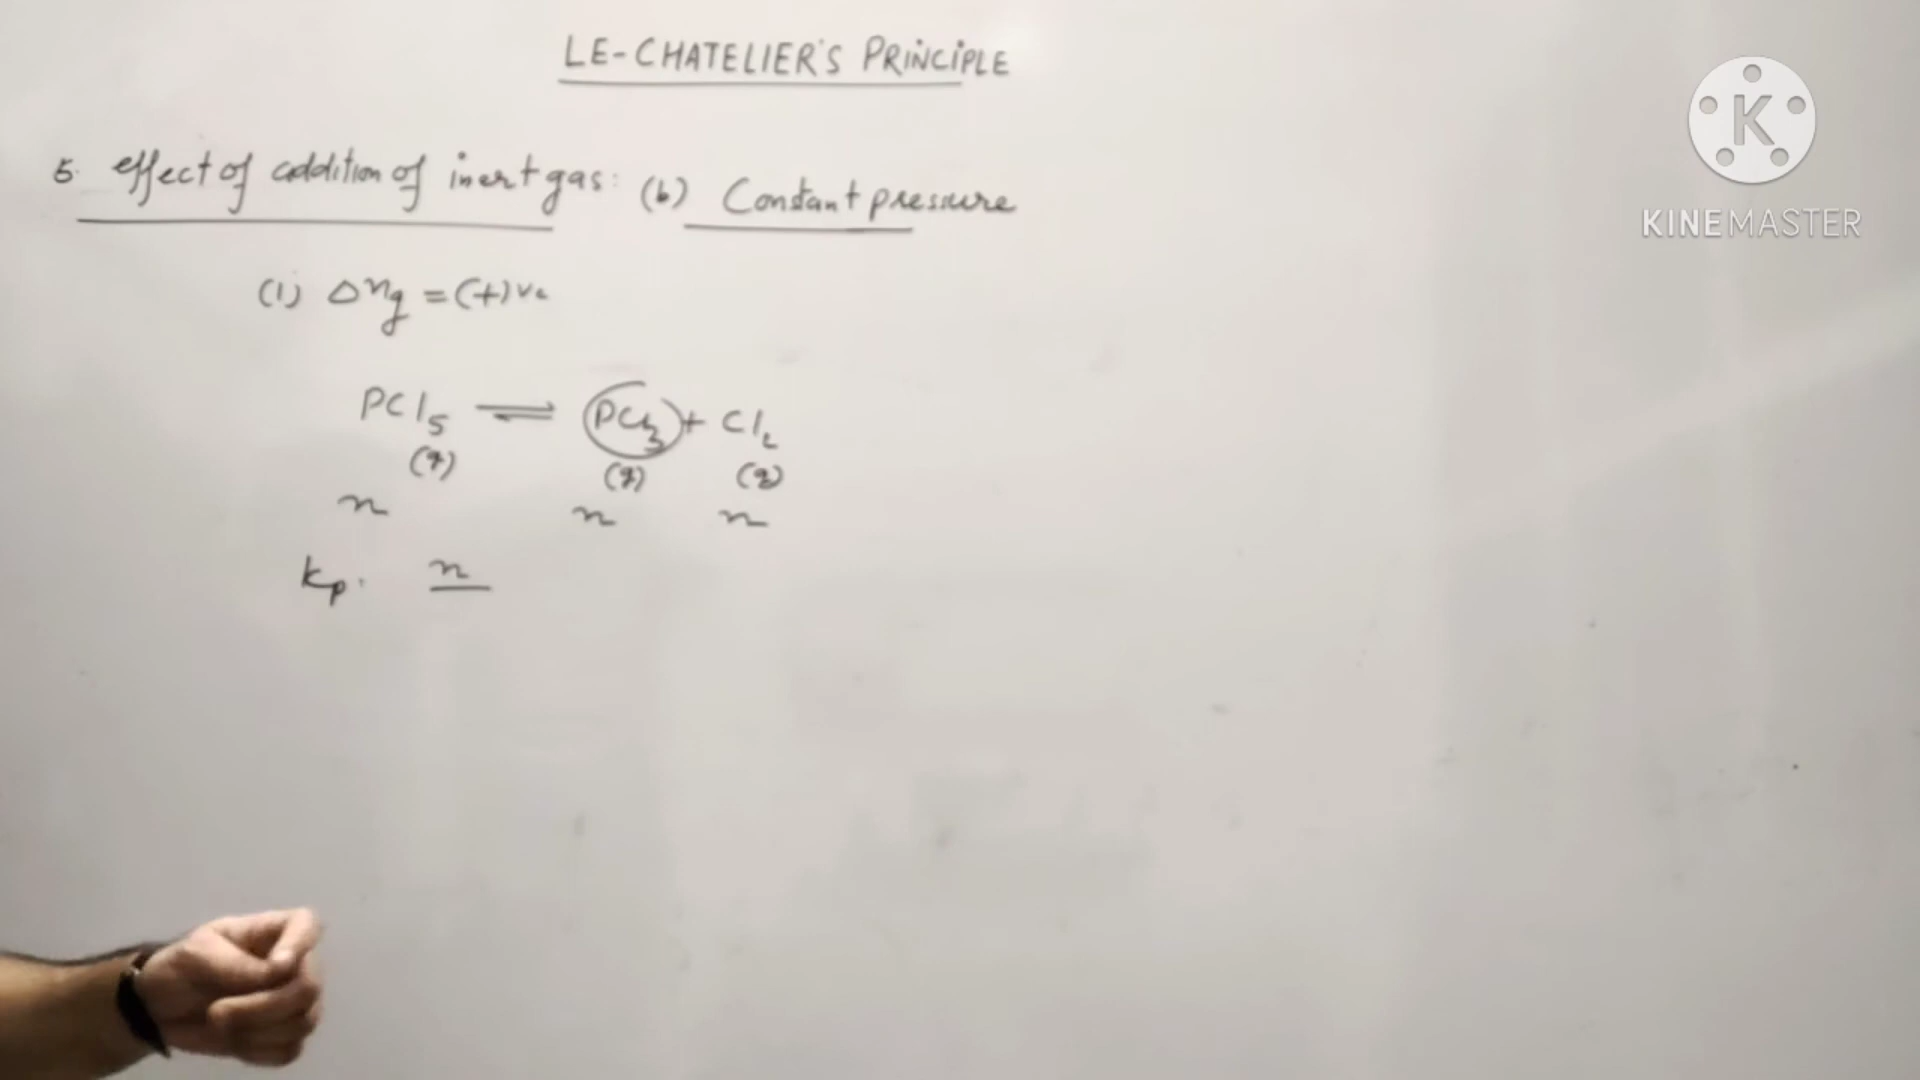 LE-CHATELIER'S PRINCIPLE
K
KINEMASTER
5. effect of addition of inert gas: (b) Constant pressure
(1) Δng = (+)ve
PCl5 ⇌ PCl3 + Cl2
(g) (g) (g)
n n n
Kp. n